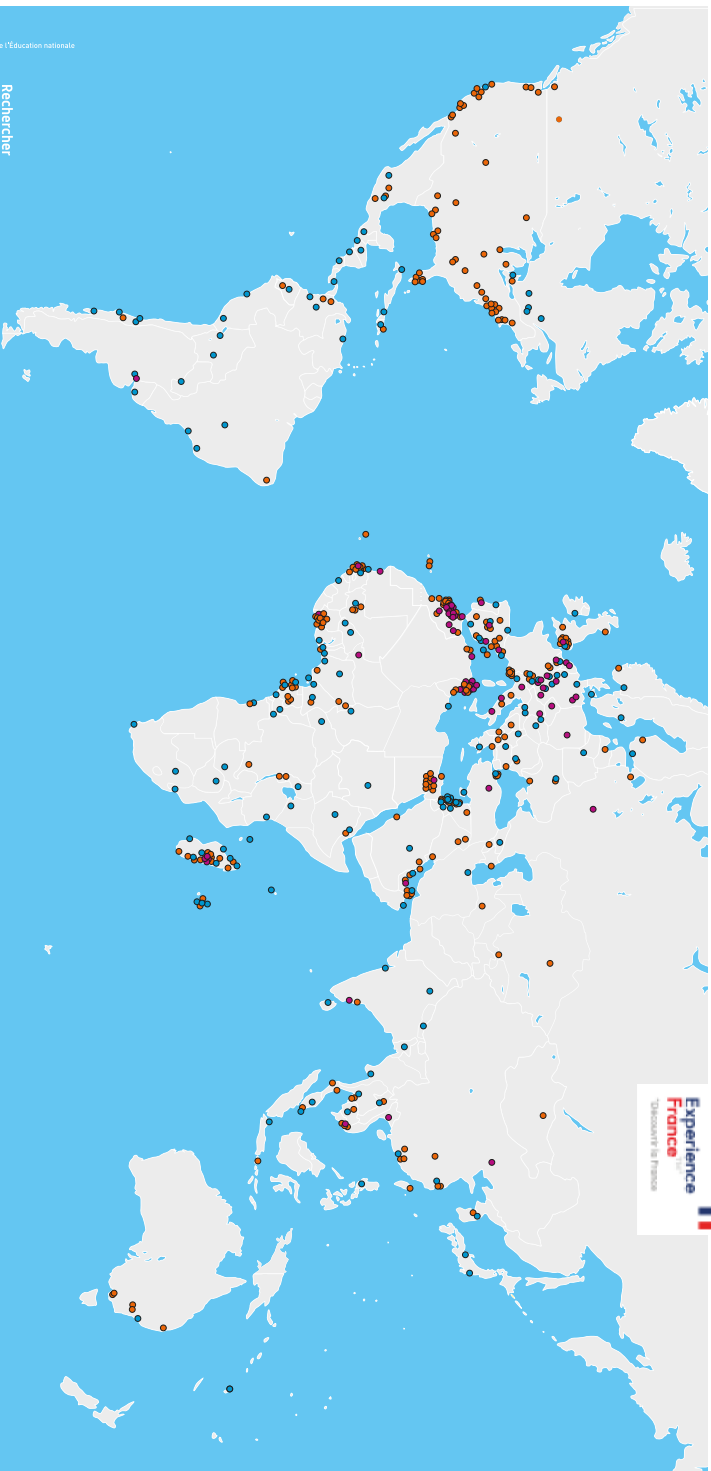 e l'Éducation nationale
Rechercher
Experience
France
"Découvrir la France